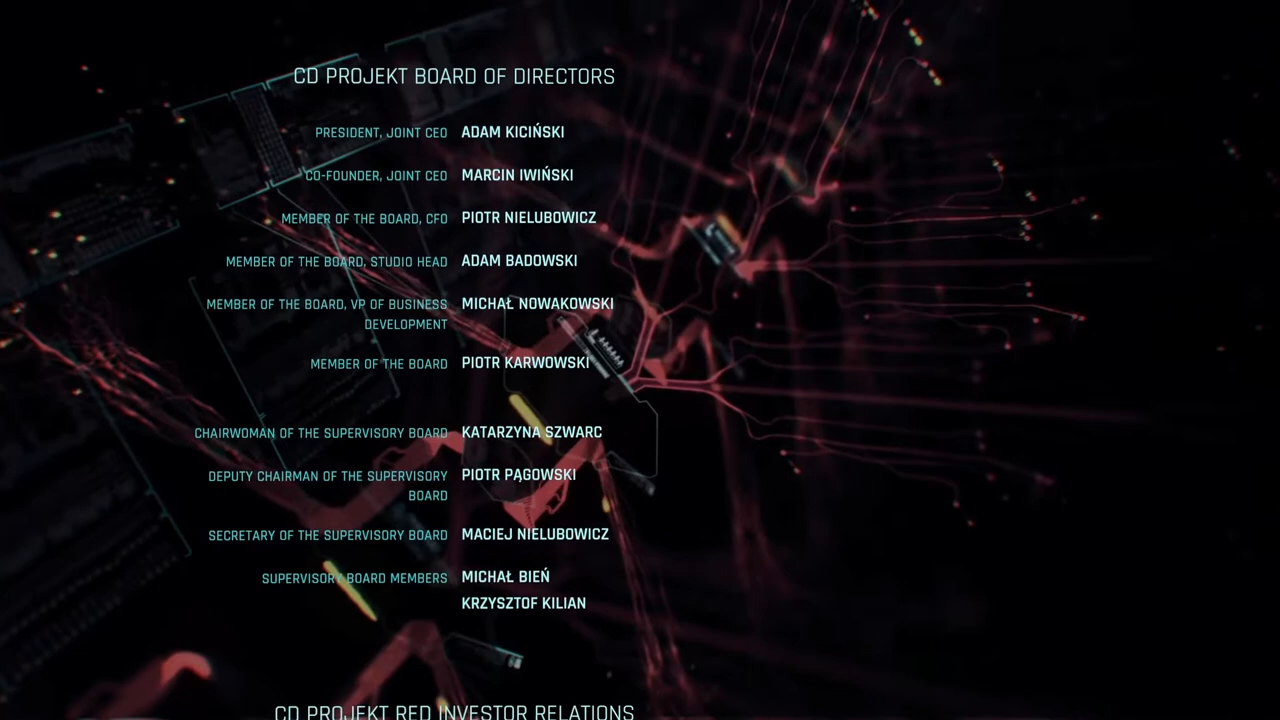 CD PROJEKT BOARD OF DIRECTORS
PRESIDENT, JOINT CEO ADAM KICIŃSKI
CO-FOUNDER, JOINT CEO MARCIN IWIŃSKI
MEMBER OF THE BOARD, CFO PIOTR NIELUBOWICZ
MEMBER OF THE BOARD, STUDIO HEAD ADAM BADOWSKI
MEMBER OF THE BOARD, VP OF BUSINESS MICHAŁ NOWAKOWSKI
DEVELOPMENT
MEMBER OF THE BOARD PIOTR KARWOWSKI
CHAIRWOMAN OF THE SUPERVISORY BOARD KATARZYNA SZWARC
DEPUTY CHAIRMAN OF THE SUPERVISORY PIOTR PĄGOWSKI
BOARD
SECRETARY OF THE SUPERVISORY BOARD MACIEJ NIELUBOWICZ
SUPERVISORY BOARD MEMBERS MICHAŁ BIEŃ
KRZYSZTOF KILIAN
CD PROJEKT RED INVESTOR RELATIONS